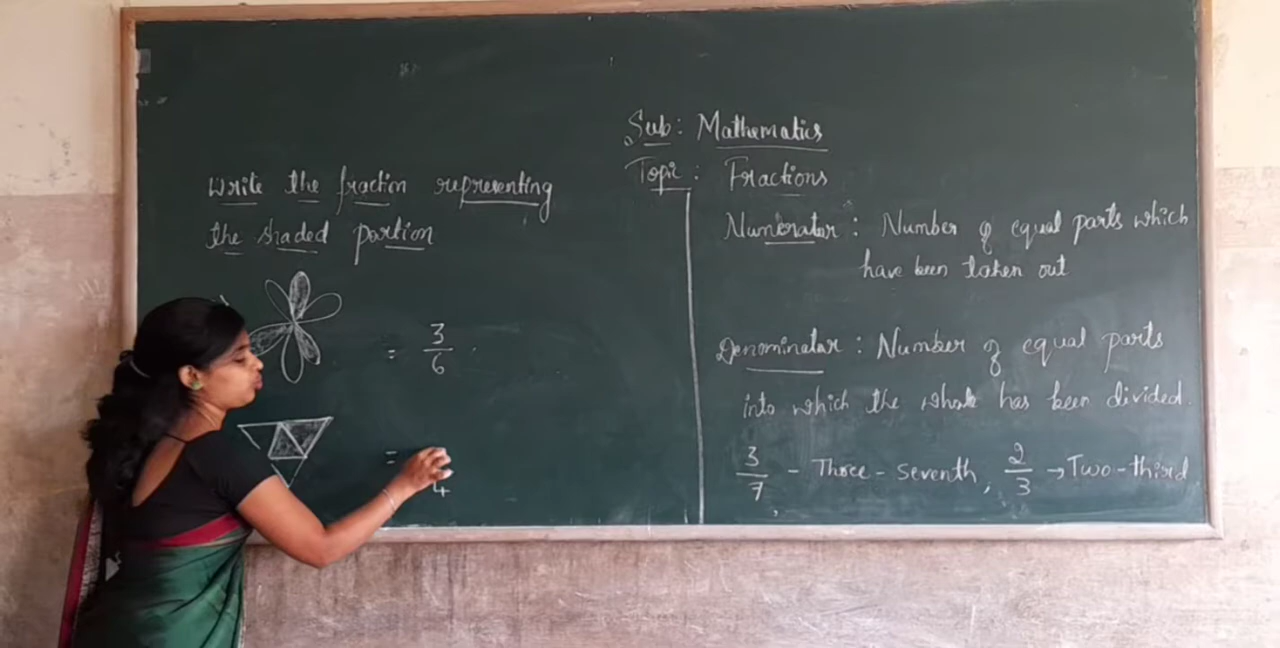 Write the fraction representing
the shaded portion
= 3/6
= 4
Sub: Mathematics
Topic: Fractions
Numerator: Number of equal parts which
have been taken out
Denominator: Number of equal parts
into which the whole has been divided.
3/7 - Three-seventh, 2/3 → Two-third